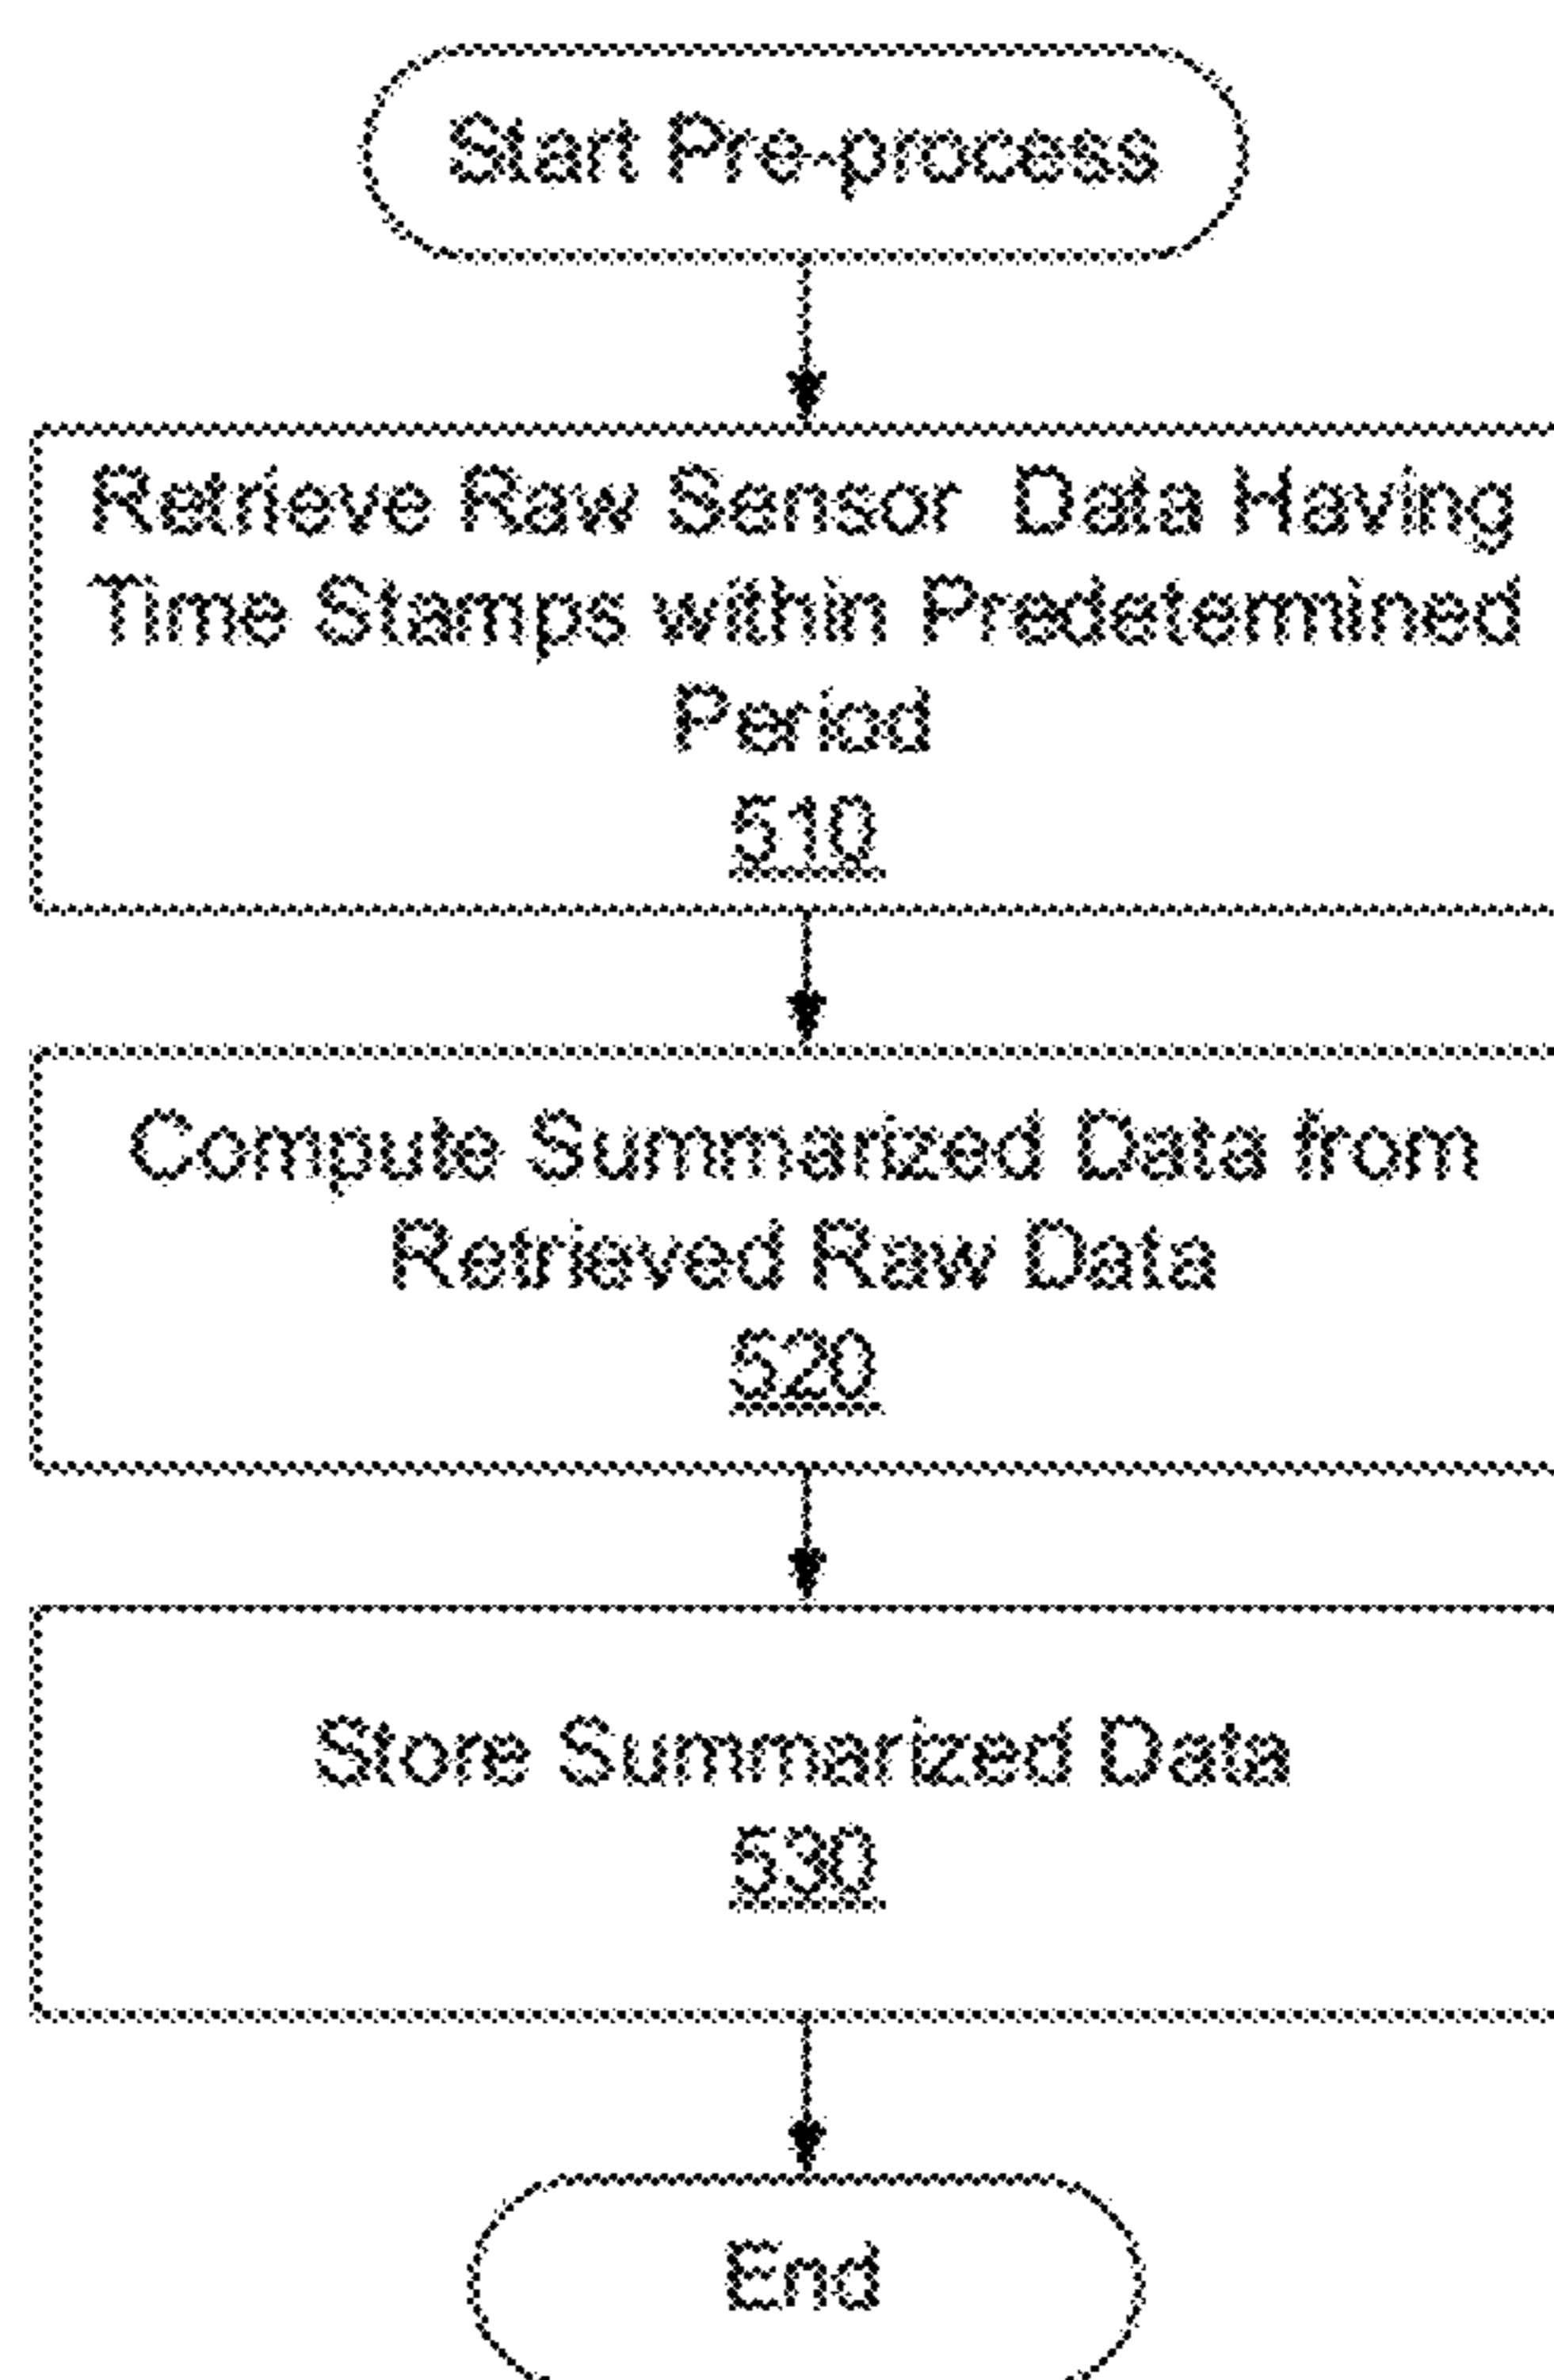 Start Pre-process
Retrieve Raw Sensor Data Having
Time Stamps within Predetermined
Period
510
Compute Summarized Data from
Retrieved Raw Data
520
Store Summarized Data
530
End